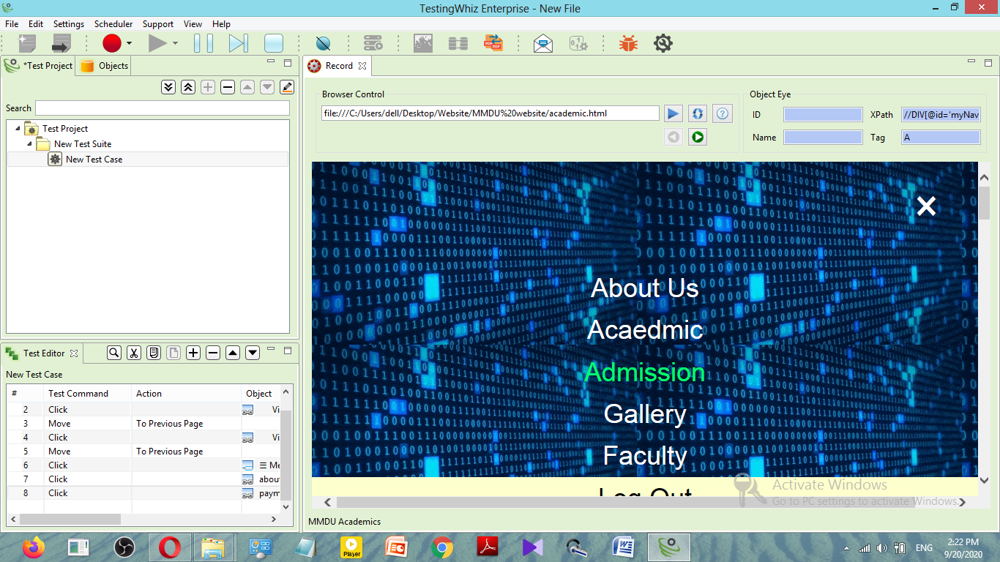 TestingWhiz Enterprise - New File
File Edit Settings Scheduler Support View Help
*Test Project Objects
Search
Test Project
New Test Suite
New Test Case
Test Editor
New Test Case
# Test Command Action Object
2 Click Vi
3 Move To Previous Page
4 Click Vi
5 Move To Previous Page
6 Click ☰ Me
7 Click about
8 Click paym
Record
Browser Control
file:///C:/Users/dell/Desktop/Website/MMDU%20website/academic.html
Object Eye
ID XPath //DIV[@id='myNav
Name Tag A
×
About Us
Acaedmic
Admission
Gallery
Faculty
Log Out
Activate Windows
Go to PC settings to activate Windows.
MMDU Academics
Player
ENG
2:22 PM
9/20/2020